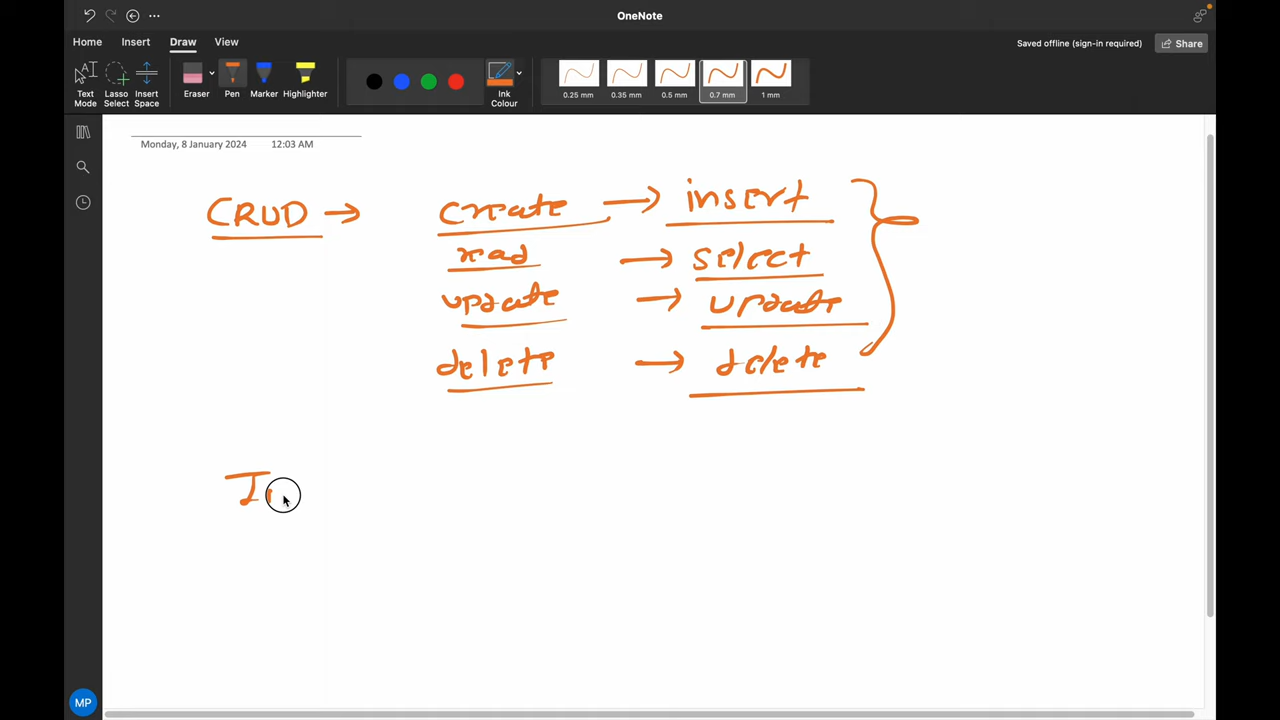 OneNote
Home Insert Draw View
Saved offline (sign-in required) Share
Text Mode
Lasso Select
Insert Space
Eraser
Pen
Marker
Highlighter
Ink Colour
0.25 mm 0.35 mm 0.5 mm 0.7 mm 1 mm
Monday, 8 January 2024 12:03 AM
CRUD → create → insert
read → select
update → update
delete → delete
MP